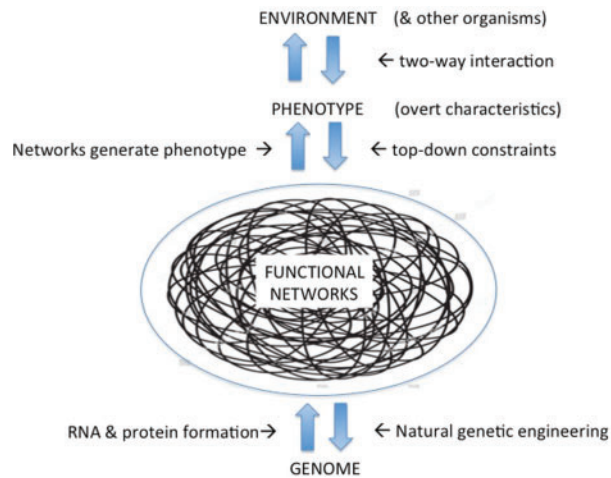 ENVIRONMENT (& other organisms)
← two-way interaction
PHENOTYPE (overt characteristics)
Networks generate phenotype → ← top-down constraints
FUNCTIONAL
NETWORKS
RNA & protein formation→ ← Natural genetic engineering
GENOME